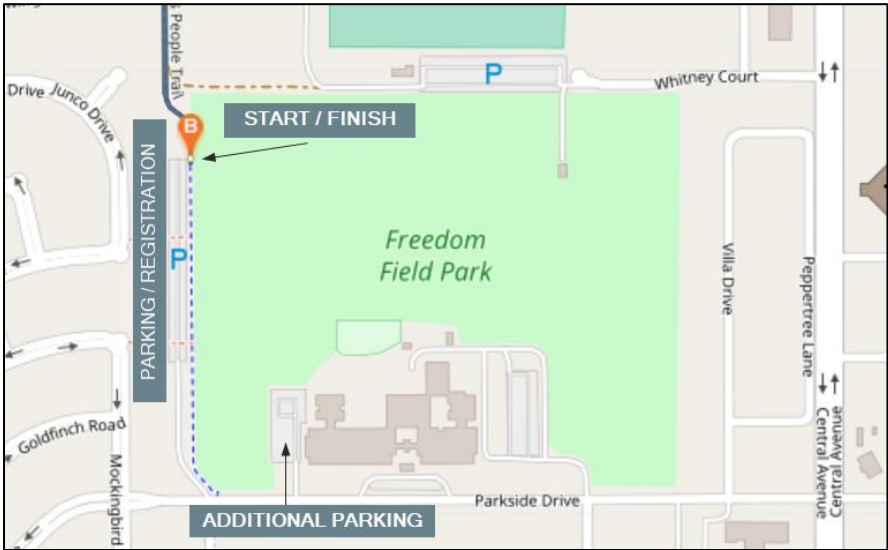 s People Trail
P
Whitney Court
Drive
Junco Drive
B
START / FINISH
PARKING / REGISTRATION
P
Freedom
Field Park
Villa Drive
Peppertree Lane
Central Avenue
Central Avenue
Goldfinch Road
Mockingbird
Parkside Drive
ADDITIONAL PARKING